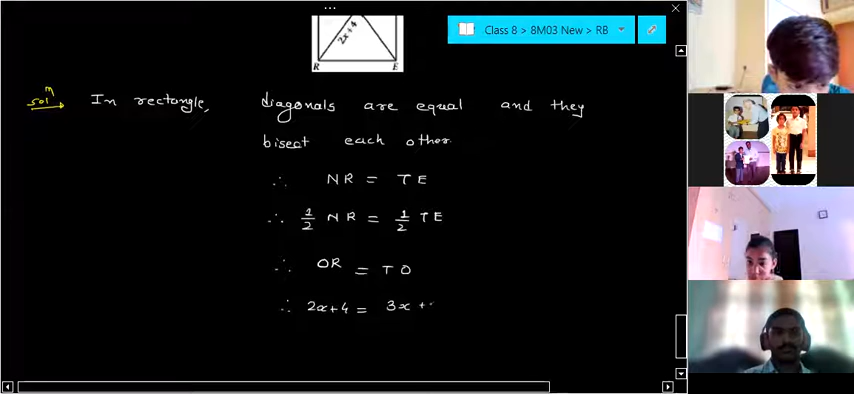 ...
Class 8 > 8M03 New > RB
2x+4
R E
solⁿ In rectangle, diagonals are equal and they
bisect each other.
∴ NR = TE
∴ 1/2 NR = 1/2 TE
∴ OR = TO
∴ 2x+4 = 3x +